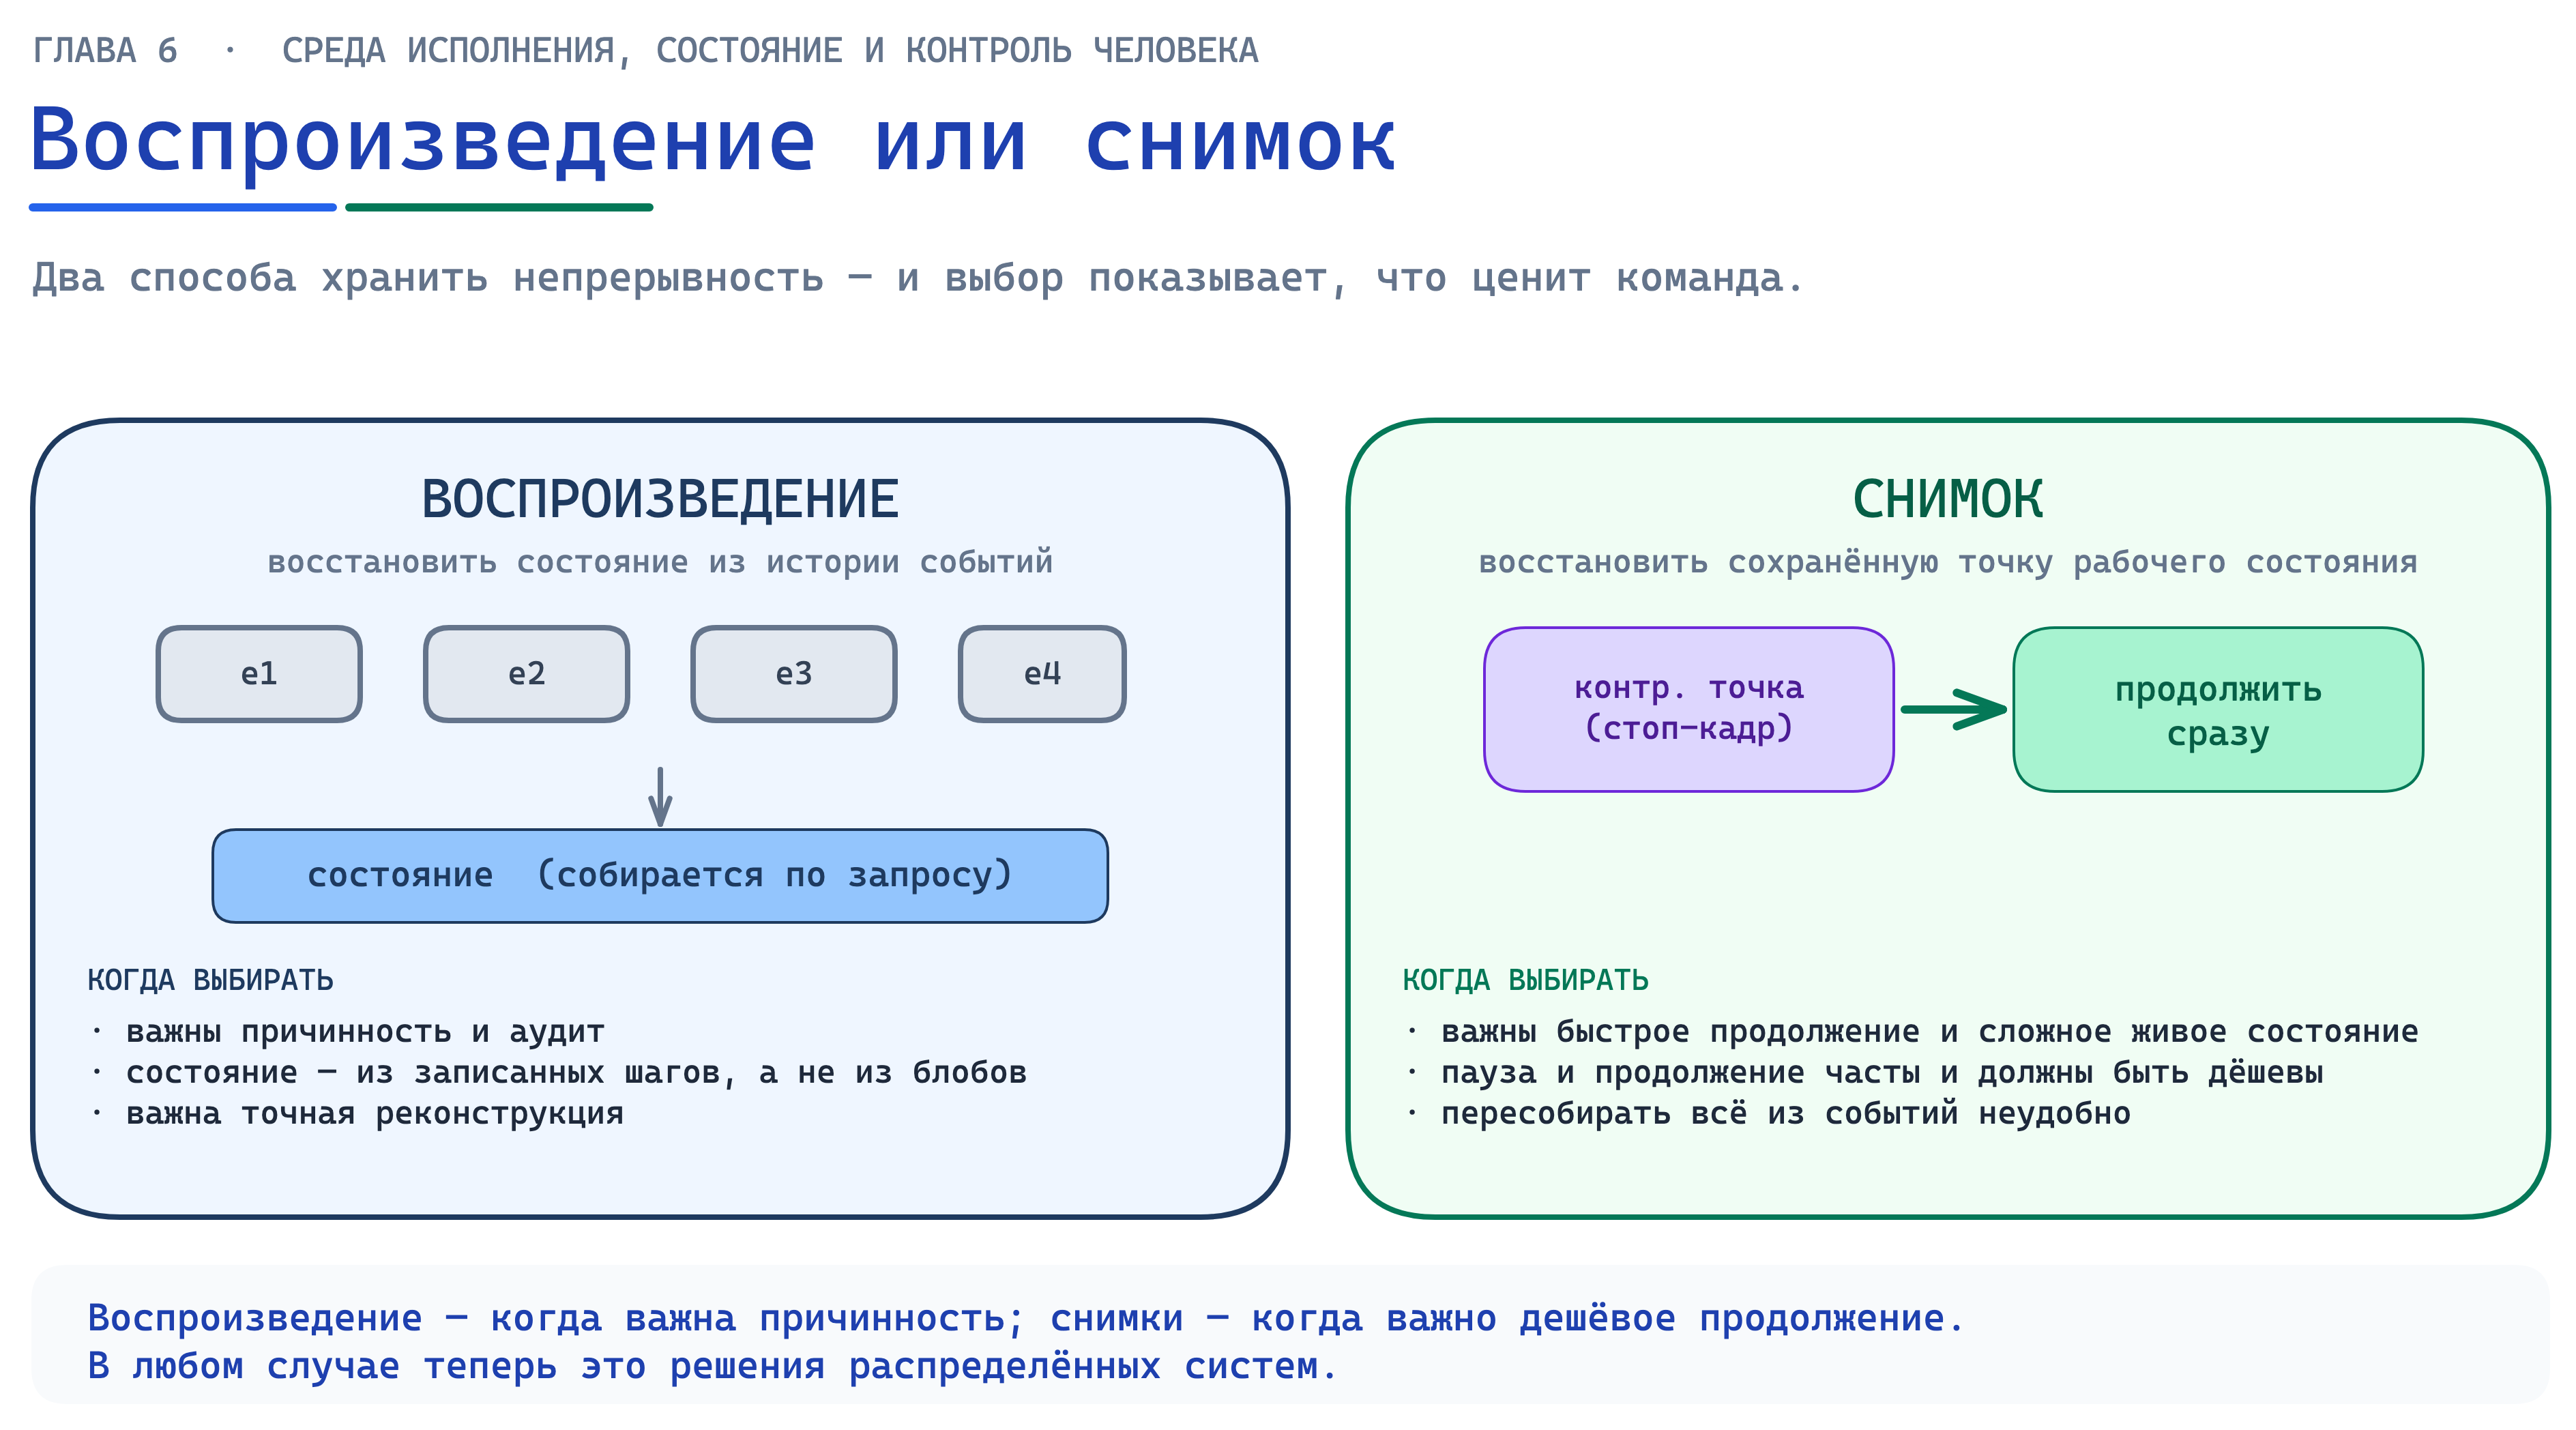 ГЛАВА 6 · СРЕДА ИСПОЛНЕНИЯ, СОСТОЯНИЕ И КОНТРОЛЬ ЧЕЛОВЕКА
Воспроизведение или снимок
Два способа хранить непрерывность — и выбор показывает, что ценит команда.
ВОСПРОИЗВЕДЕНИЕ
восстановить состояние из истории событий
e1
e2
e3
e4
состояние (собирается по запросу)
КОГДА ВЫБИРАТЬ
· важны причинность и аудит
· состояние — из записанных шагов, а не из блобов
· важна точная реконструкция
СНИМОК
восстановить сохранённую точку рабочего состояния
контр. точка
(стоп-кадр)
продолжить
сразу
КОГДА ВЫБИРАТЬ
· важны быстрое продолжение и сложное живое состояние
· пауза и продолжение часты и должны быть дёшевы
· пересобирать всё из событий неудобно
Воспроизведение — когда важна причинность; снимки — когда важно дешёвое продолжение.
В любом случае теперь это решения распределённых систем.